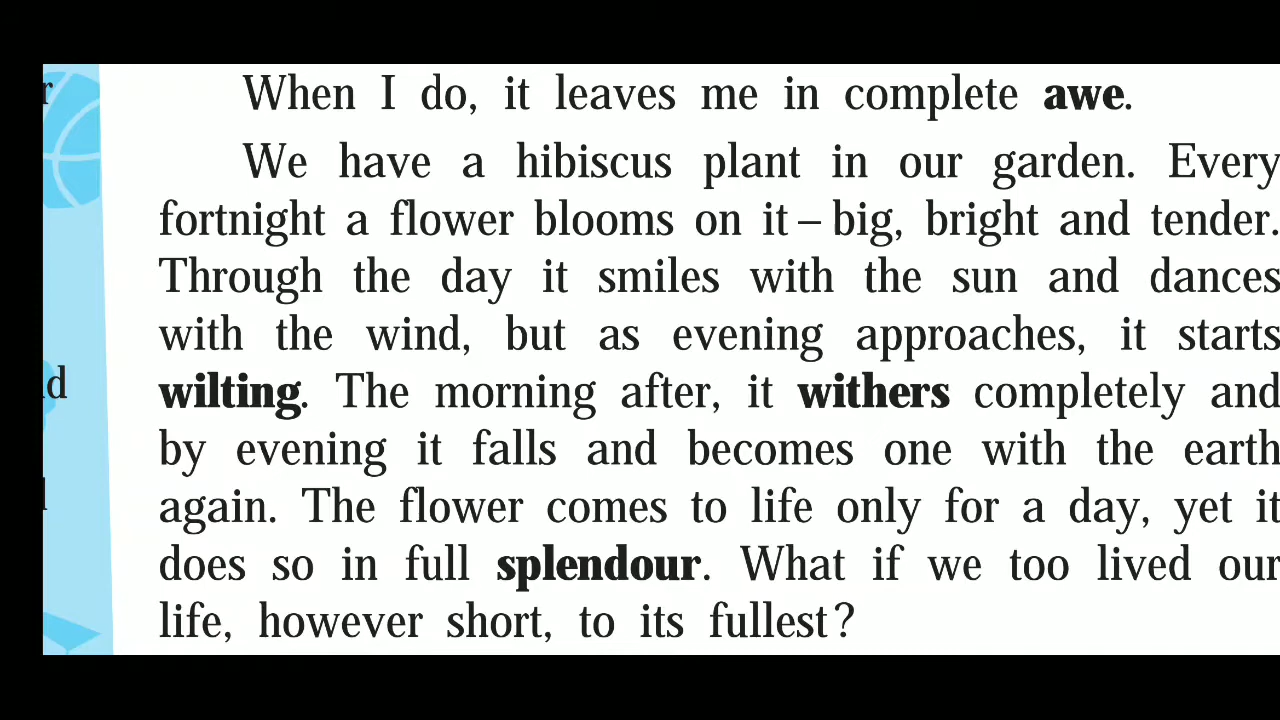 When I do, it leaves me in complete awe.
We have a hibiscus plant in our garden. Every
fortnight a flower blooms on it – big, bright and tender.
Through the day it smiles with the sun and dances
with the wind, but as evening approaches, it starts
wilting. The morning after, it withers completely and
by evening it falls and becomes one with the earth
again. The flower comes to life only for a day, yet it
does so in full splendour. What if we too lived our
life, however short, to its fullest?